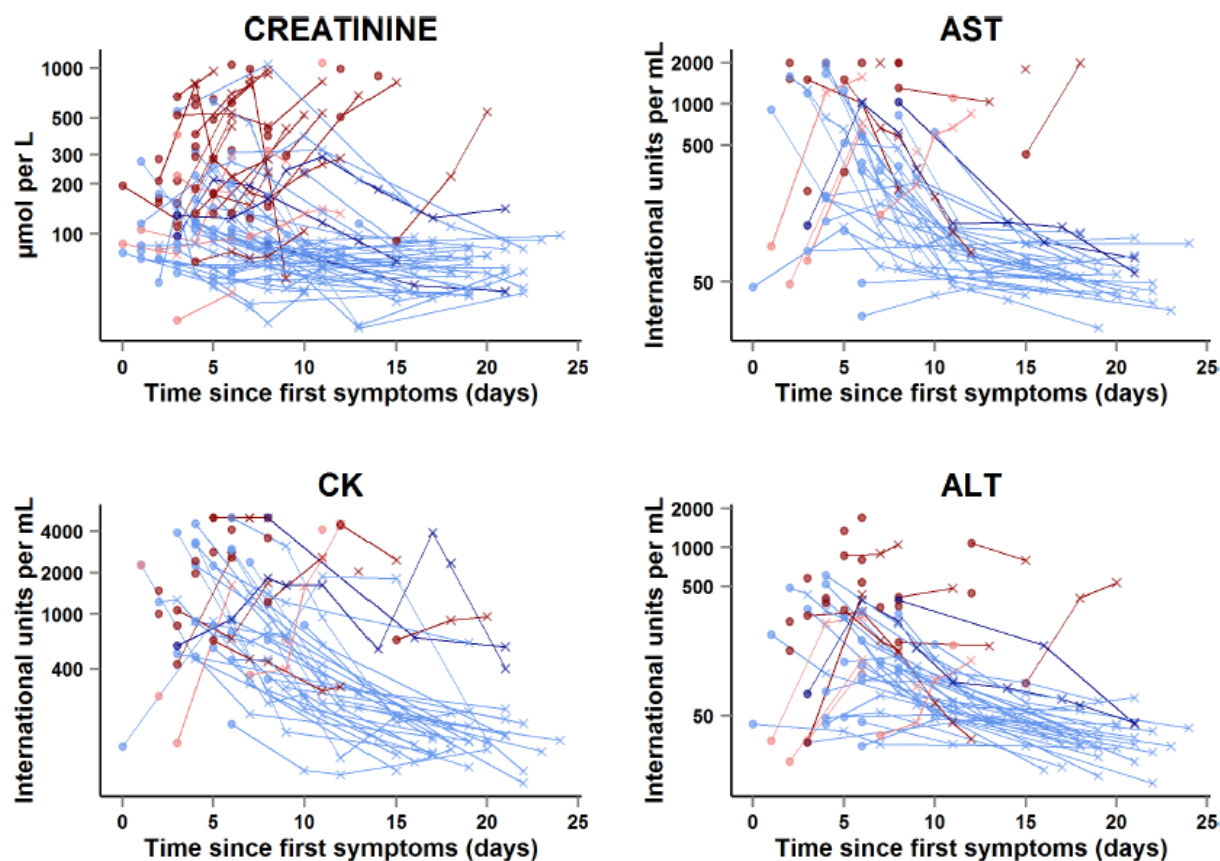 CREATININE
µmol per L
1000
500
300
200
100
0 5 10 15 20 25
Time since first symptoms (days)
AST
International units per mL
2000
1000
500
50
0 5 10 15 20 25
Time since first symptoms (days)
CK
International units per mL
4000
2000
1000
400
0 5 10 15 20 25
Time since first symptoms (days)
ALT
International units per mL
2000
1000
500
50
0 5 10 15 20 25
Time since first symptoms (days)